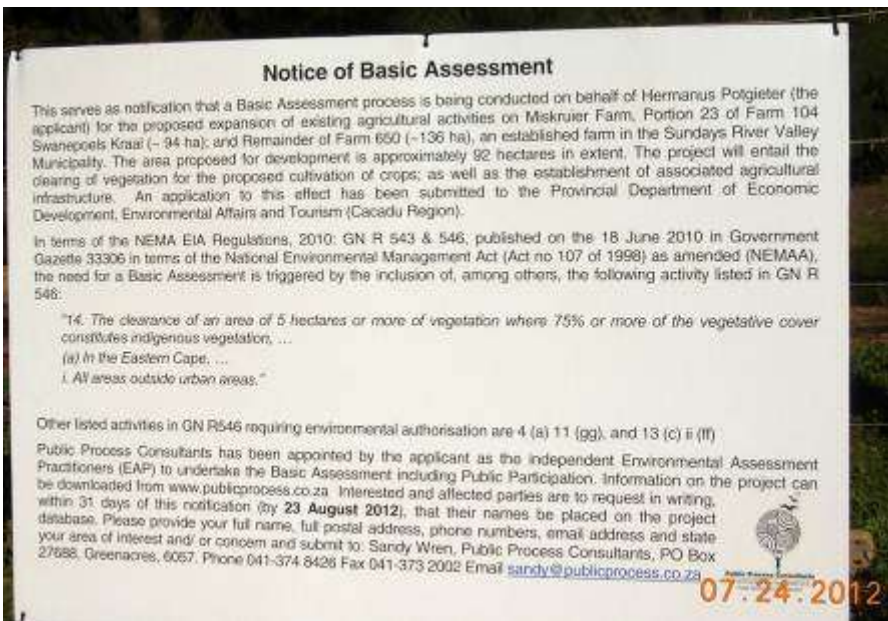 Notice of Basic Assessment
This serves as notification that a Basic Assessment process is being conducted on behalf of Hermanus Potgieter (the
applicant) for the proposed expansion of existing agricultural activities on Miskruier Farm, Portion 23 of Farm 104
Swanepoels Kraal (~ 94 ha); and Remainder of Farm 650 (~136 ha), an established farm in the Sundays River Valley
Municipality. The area proposed for development is approximately 92 hectares in extent. The project will entail the
clearing of vegetation for the proposed cultivation of crops; as well as the establishment of associated agricultural
infrastructure. An application to this effect has been submitted to the Provincial Department of Economic
Development, Environmental Affairs and Tourism (Cacadu Region).
In terms of the NEMA EIA Regulations, 2010: GN R 543 & 546, published on the 18 June 2010 in Government
Gazette 33306 in terms of the National Environmental Management Act (Act no 107 of 1998) as amended (NEMAA),
the need for a Basic Assessment is triggered by the inclusion of, among others, the following activity listed in GN R
546:
"14. The clearance of an area of 5 hectares or more of vegetation where 75% or more of the vegetative cover
constitutes indigenous vegetation, …
(a) In the Eastern Cape, …
i. All areas outside urban areas."
Other listed activities in GN R546 requiring environmental authorisation are 4 (a) 11 (gg), and 13 (c) ii (ff)
Public Process Consultants has been appointed by the applicant as the independent Environmental Assessment
Practitioners (EAP) to undertake the Basic Assessment including Public Participation. Information on the project can
be downloaded from www.publicprocess.co.za Interested and affected parties are to request in writing,
within 31 days of this notification (by 23 August 2012), that their names be placed on the project
database. Please provide your full name, full postal address, phone numbers, email address and state
your area of interest and/ or concern and submit to: Sandy Wren, Public Process Consultants, PO Box
27688, Greenacres, 6057. Phone 041-374 8426 Fax 041-373 2002 Email sandy@publicprocess.co.za
Public Process Consultants
07.24.2012